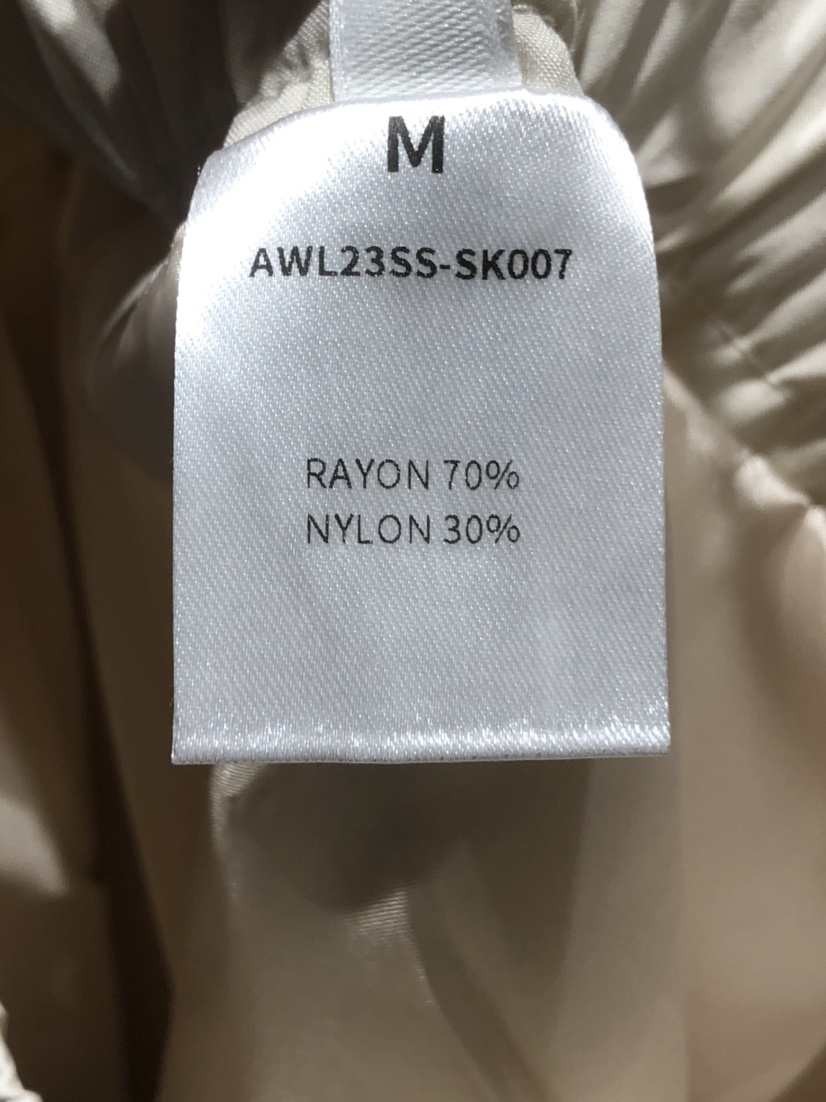 M
AWL23SS-SK007
RAYON 70%
NYLON 30%